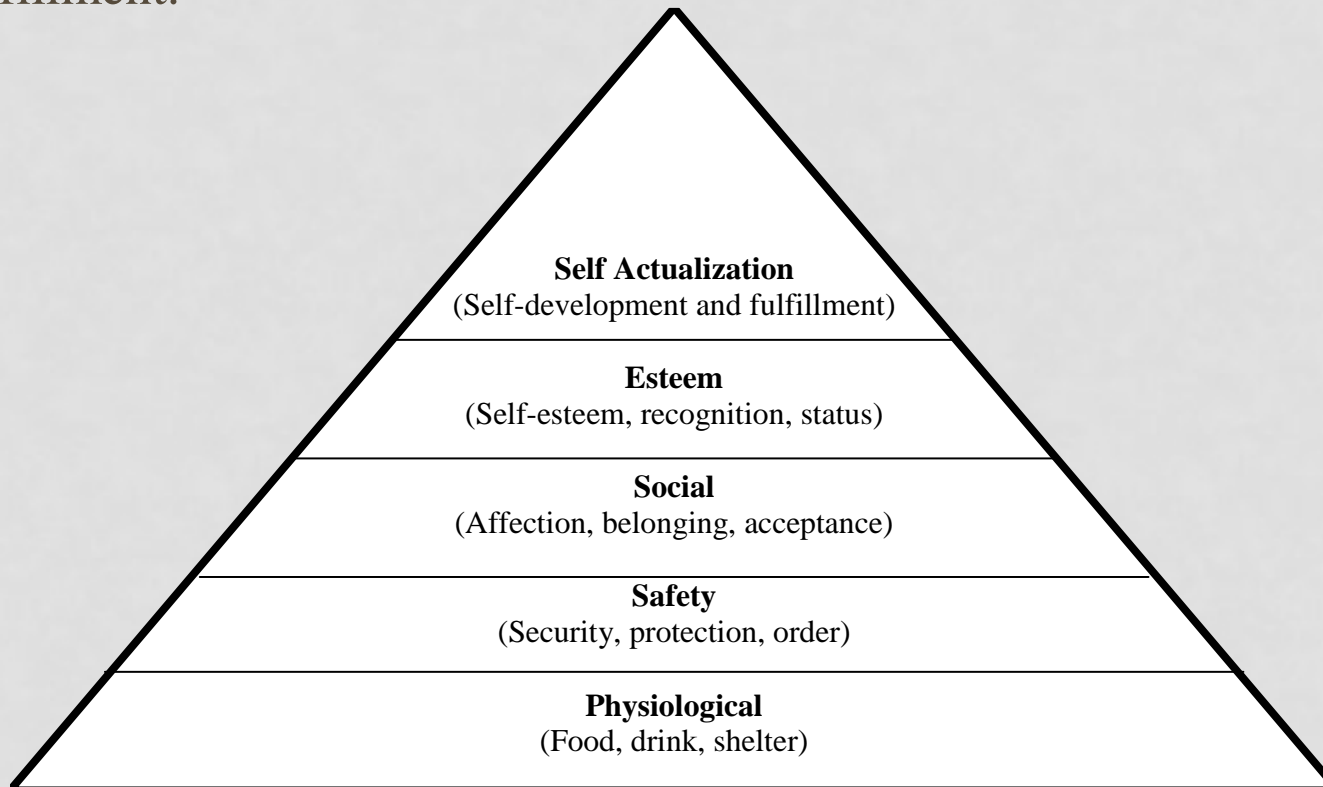 Self Actualization
(Self-development and fulfillment)
Esteem
(Self-esteem, recognition, status)
Social
(Affection, belonging, acceptance)
Safety
(Security, protection, order)
Physiological
(Food, drink, shelter)